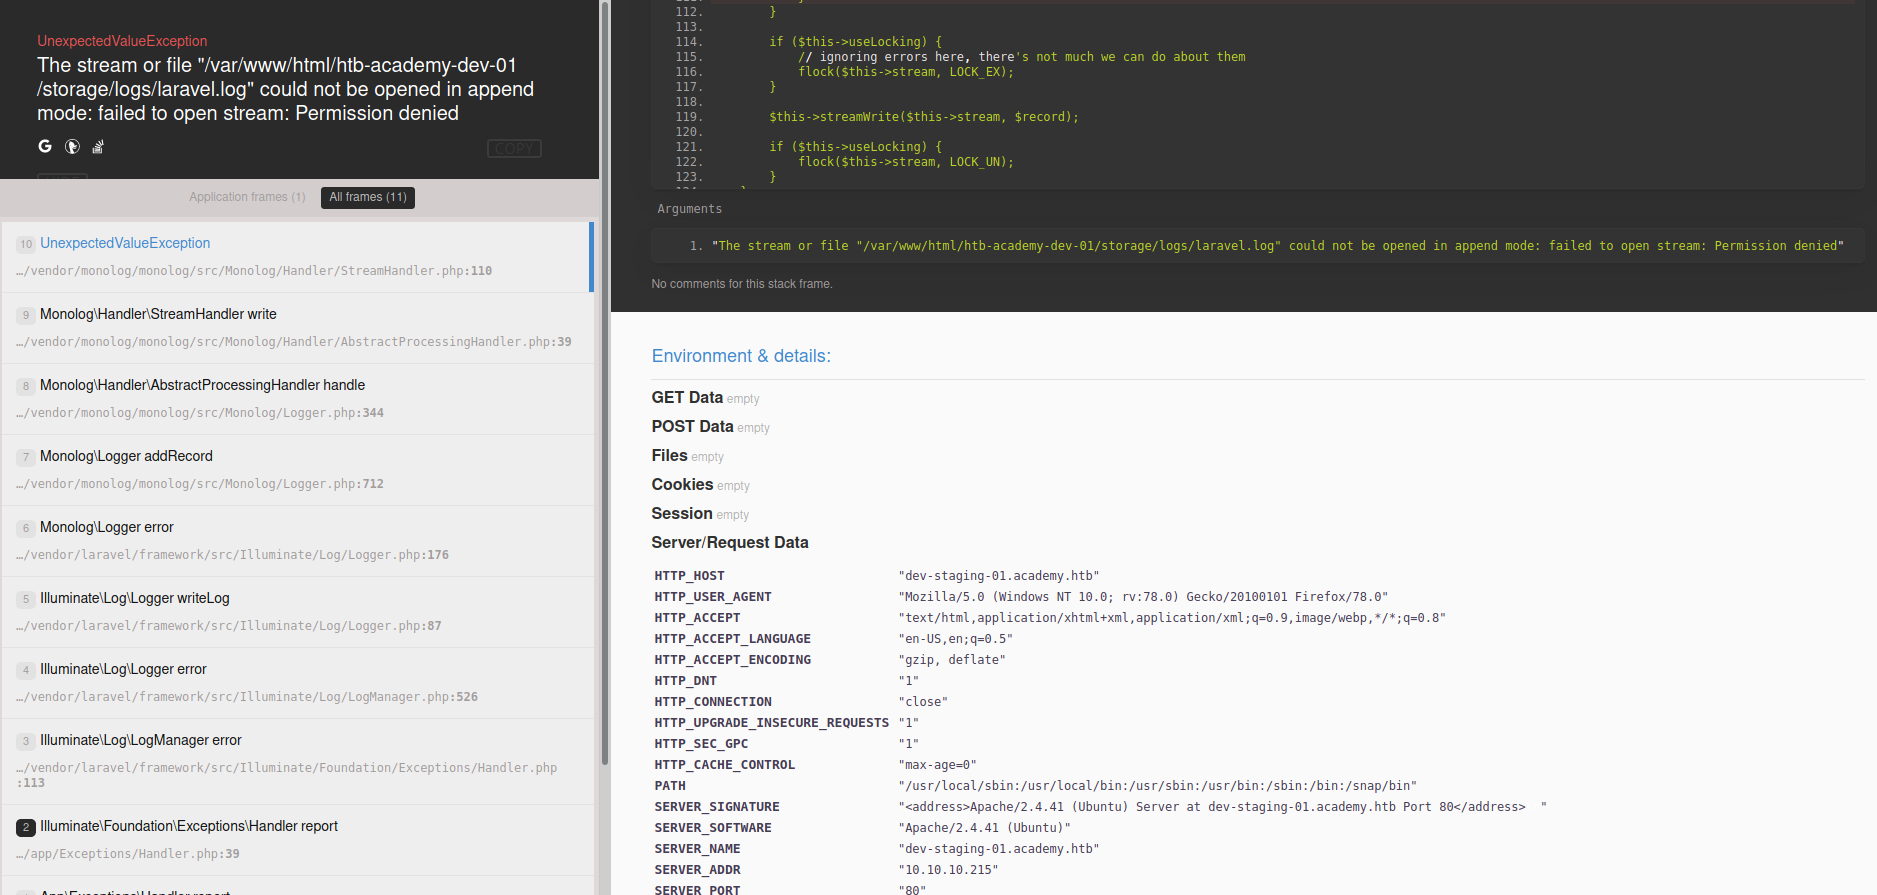 UnexpectedValueException
The stream or file "/var/www/html/htb-academy-dev-01
/storage/logs/laravel.log" could not be opened in append
mode: failed to open stream: Permission denied
COPY
Application frames (1)
All frames (11)
10 UnexpectedValueException
…/vendor/monolog/monolog/src/Monolog/Handler/StreamHandler.php:110
9 Monolog\Handler\StreamHandler write
…/vendor/monolog/monolog/src/Monolog/Handler/AbstractProcessingHandler.php:39
8 Monolog\Handler\AbstractProcessingHandler handle
…/vendor/monolog/monolog/src/Monolog/Logger.php:344
7 Monolog\Logger addRecord
…/vendor/monolog/monolog/src/Monolog/Logger.php:712
6 Monolog\Logger error
…/vendor/laravel/framework/src/Illuminate/Log/Logger.php:176
5 Illuminate\Log\Logger writeLog
…/vendor/laravel/framework/src/Illuminate/Log/Logger.php:87
4 Illuminate\Log\Logger error
…/vendor/laravel/framework/src/Illuminate/Log/LogManager.php:526
3 Illuminate\Log\LogManager error
…/vendor/laravel/framework/src/Illuminate/Foundation/Exceptions/Handler.php
:113
2 Illuminate\Foundation\Exceptions\Handler report
…/app/Exceptions/Handler.php:39
112. }
113.
114. if ($this->useLocking) {
115. // ignoring errors here, there's not much we can do about them
116. flock($this->stream, LOCK_EX);
117. }
118.
119. $this->streamWrite($this->stream, $record);
120.
121. if ($this->useLocking) {
122. flock($this->stream, LOCK_UN);
123. }
Arguments
1. "The stream or file "/var/www/html/htb-academy-dev-01/storage/logs/laravel.log" could not be opened in append mode: failed to open stream: Permission denied"
No comments for this stack frame.
Environment & details:
GET Data empty
POST Data empty
Files empty
Cookies empty
Session empty
Server/Request Data
HTTP_HOST "dev-staging-01.academy.htb"
HTTP_USER_AGENT "Mozilla/5.0 (Windows NT 10.0; rv:78.0) Gecko/20100101 Firefox/78.0"
HTTP_ACCEPT "text/html,application/xhtml+xml,application/xml;q=0.9,image/webp,*/*;q=0.8"
HTTP_ACCEPT_LANGUAGE "en-US,en;q=0.5"
HTTP_ACCEPT_ENCODING "gzip, deflate"
HTTP_DNT "1"
HTTP_CONNECTION "close"
HTTP_UPGRADE_INSECURE_REQUESTS "1"
HTTP_SEC_GPC "1"
HTTP_CACHE_CONTROL "max-age=0"
PATH "/usr/local/sbin:/usr/local/bin:/usr/sbin:/usr/bin:/sbin:/bin:/snap/bin"
SERVER_SIGNATURE "<address>Apache/2.4.41 (Ubuntu) Server at dev-staging-01.academy.htb Port 80</address> "
SERVER_SOFTWARE "Apache/2.4.41 (Ubuntu)"
SERVER_NAME "dev-staging-01.academy.htb"
SERVER_ADDR "10.10.10.215"
SERVER_PORT "80"